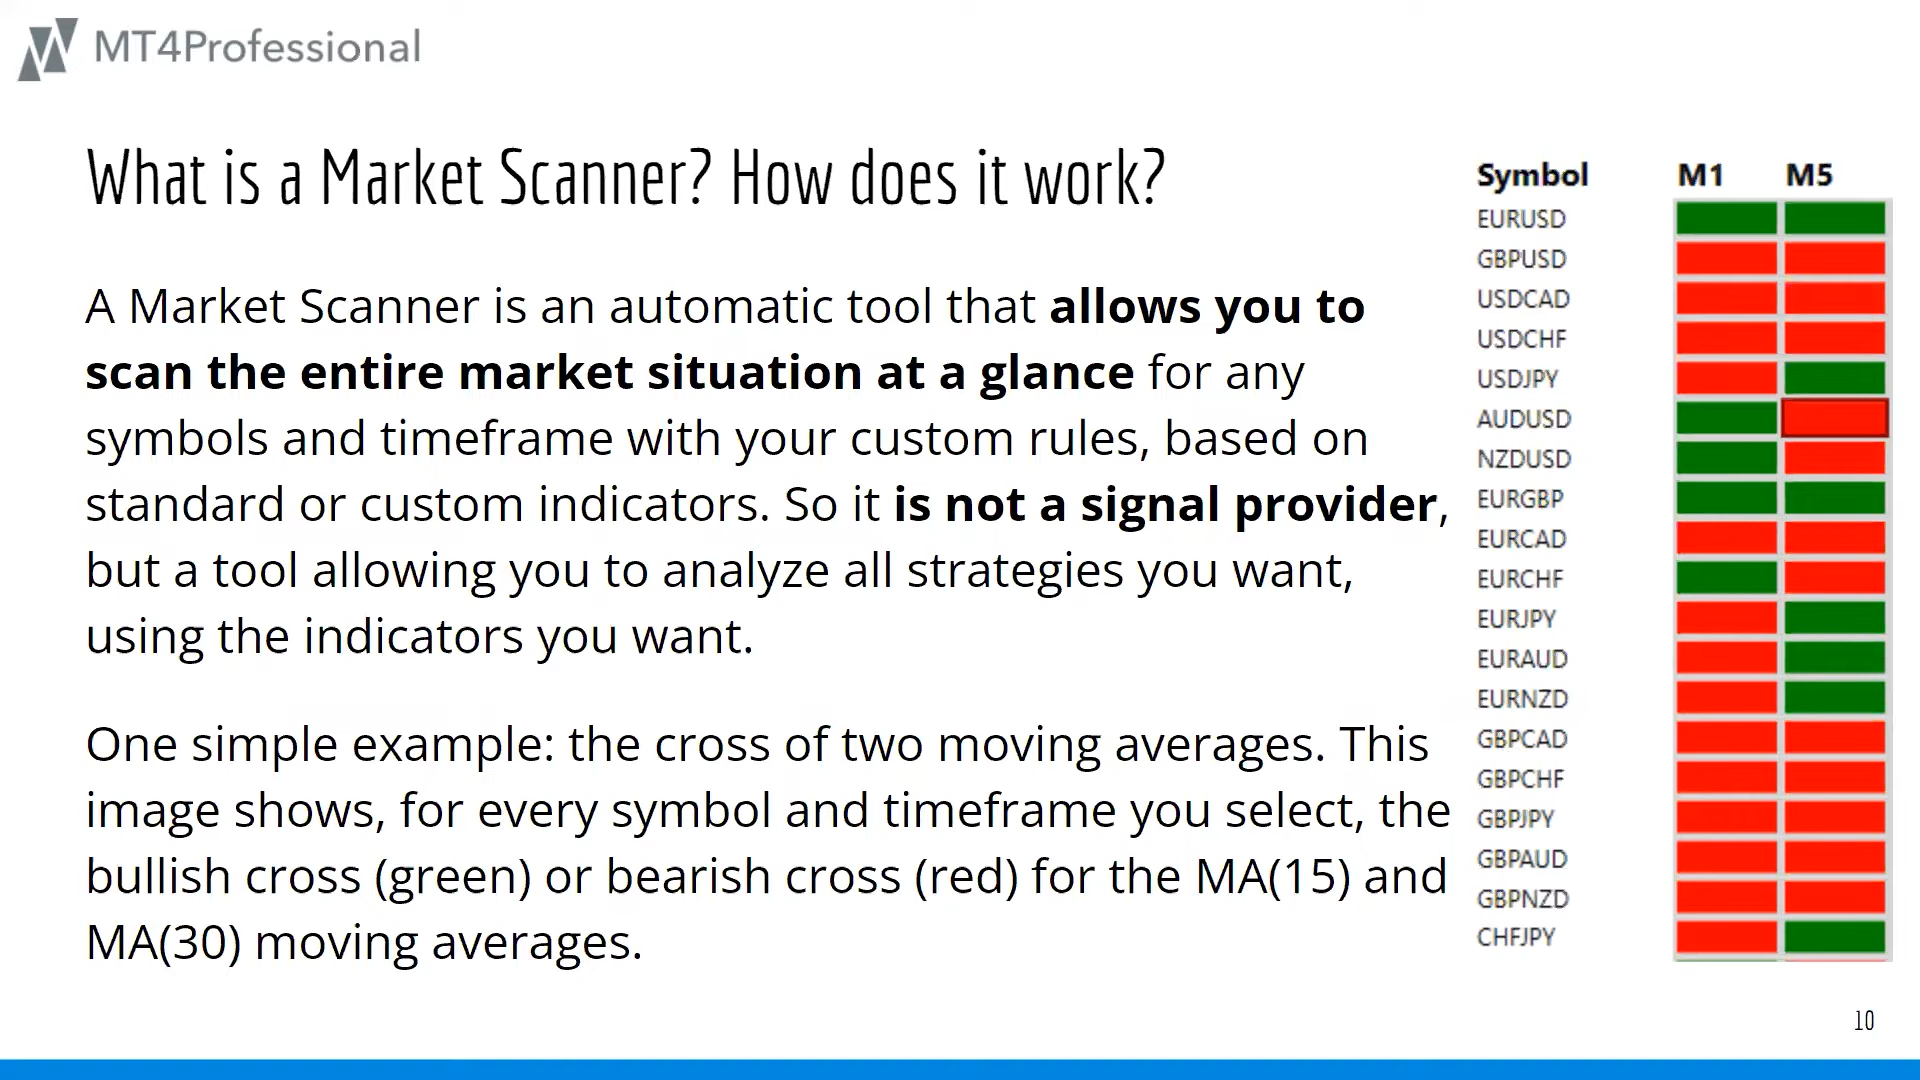 MT4Professional
What is a Market Scanner? How does it work?
A Market Scanner is an automatic tool that allows you to
scan the entire market situation at a glance for any
symbols and timeframe with your custom rules, based on
standard or custom indicators. So it is not a signal provider,
but a tool allowing you to analyze all strategies you want,
using the indicators you want.
One simple example: the cross of two moving averages. This
image shows, for every symbol and timeframe you select, the
bullish cross (green) or bearish cross (red) for the MA(15) and
MA(30) moving averages.
Symbol M1 M5
EURUSD
GBPUSD
USDCAD
USDCHF
USDJPY
AUDUSD
NZDUSD
EURGBP
EURCAD
EURCHF
EURJPY
EURAUD
EURNZD
GBPCAD
GBPCHF
GBPJPY
GBPAUD
GBPNZD
CHFJPY
10